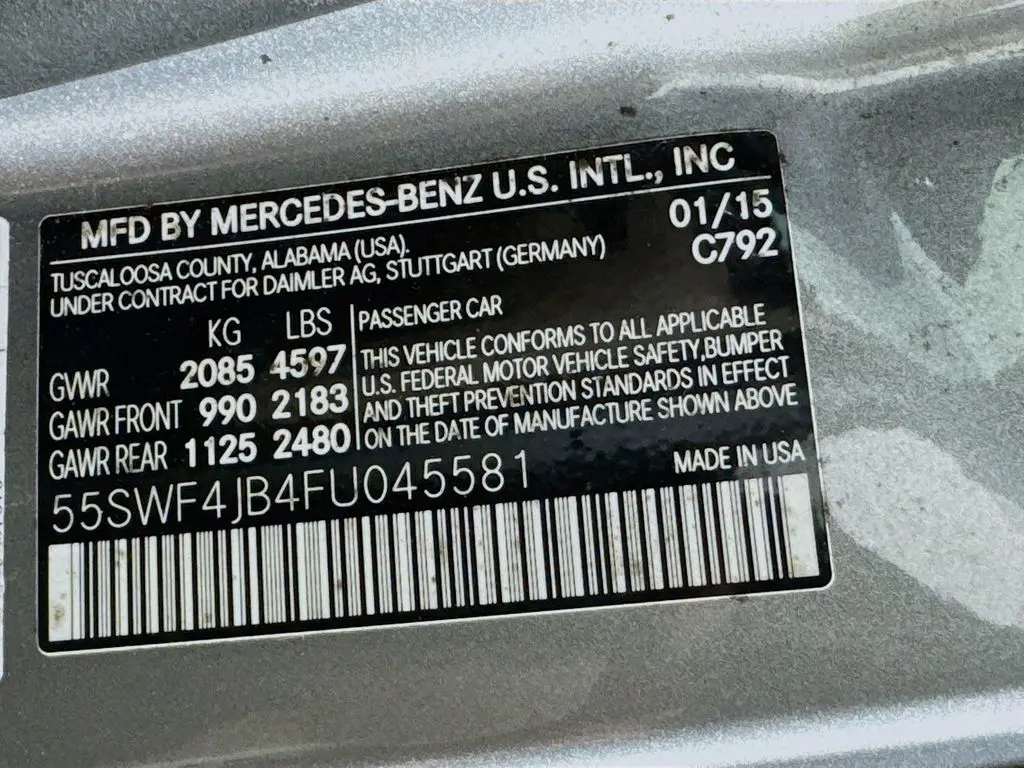 MFD BY MERCEDES-BENZ U.S. INTL., INC
TUSCALOOSA COUNTY, ALABAMA (USA).
UNDER CONTRACT FOR DAIMLER AG, STUTTGART (GERMANY)
01/15
C792
KG LBS
GVWR 2085 4597
GAWR FRONT 990 2183
GAWR REAR 1125 2480
PASSENGER CAR
THIS VEHICLE CONFORMS TO ALL APPLICABLE
U.S. FEDERAL MOTOR VEHICLE SAFETY,BUMPER
AND THEFT PREVENTION STANDARDS IN EFFECT
ON THE DATE OF MANUFACTURE SHOWN ABOVE
55SWF4JB4FU045581
MADE IN USA